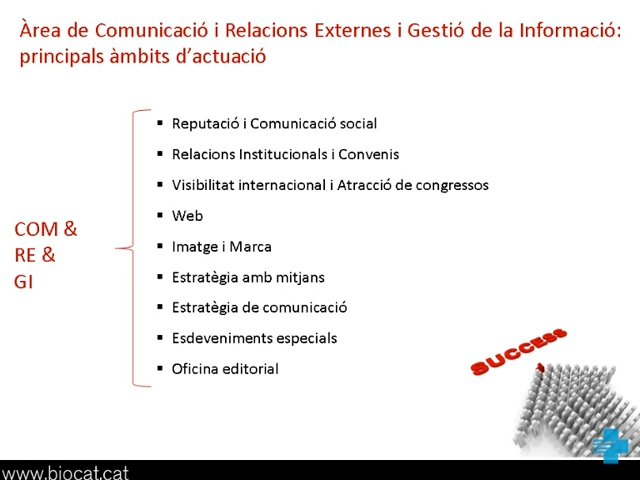 Àrea de Comunicació i Relacions Externes i Gestió de la Informació:
principals àmbits d’actuació
▪ Reputació i Comunicació social
▪ Relacions Institucionals i Convenis
▪ Visibilitat internacional i Atracció de congressos
▪ Web
▪ Imatge i Marca
▪ Estratègia amb mitjans
▪ Estratègia de comunicació
▪ Esdeveniments especials
▪ Oficina editorial
COM &
RE &
GI
SUCCESS
www.biocat.cat